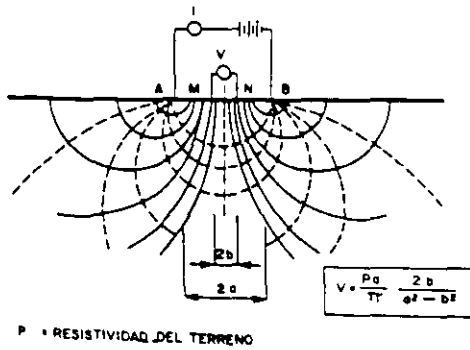 I
V
A M N B
2b
2a
V = Pa/π 2b/a² − b²
P = RESISTIVIDAD DEL TERRENO